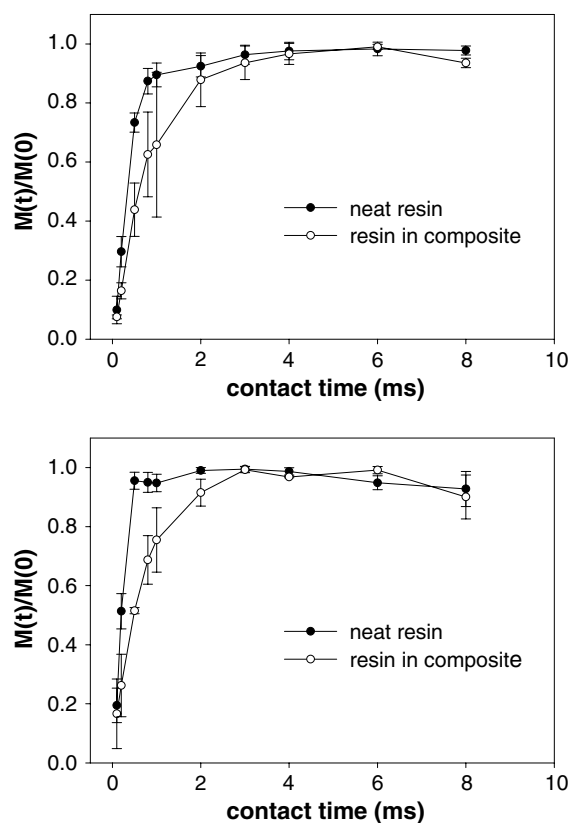 1.0
0.8
0.6
0.4
0.2
0.0
M(t)/M(0)
neat resin
resin in composite
0 2 4 6 8 10
contact time (ms)
1.0
0.8
0.6
0.4
0.2
0.0
M(t)/M(0)
neat resin
resin in composite
0 2 4 6 8 10
contact time (ms)